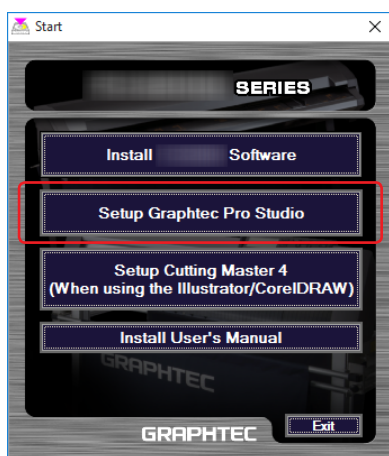 Start
SERIES
Install Software
Setup Graphtec Pro Studio
Setup Cutting Master 4
(When using the Illustrator/CorelDRAW)
Install User's Manual
GRAPHTEC
Exit
GRAPHTEC